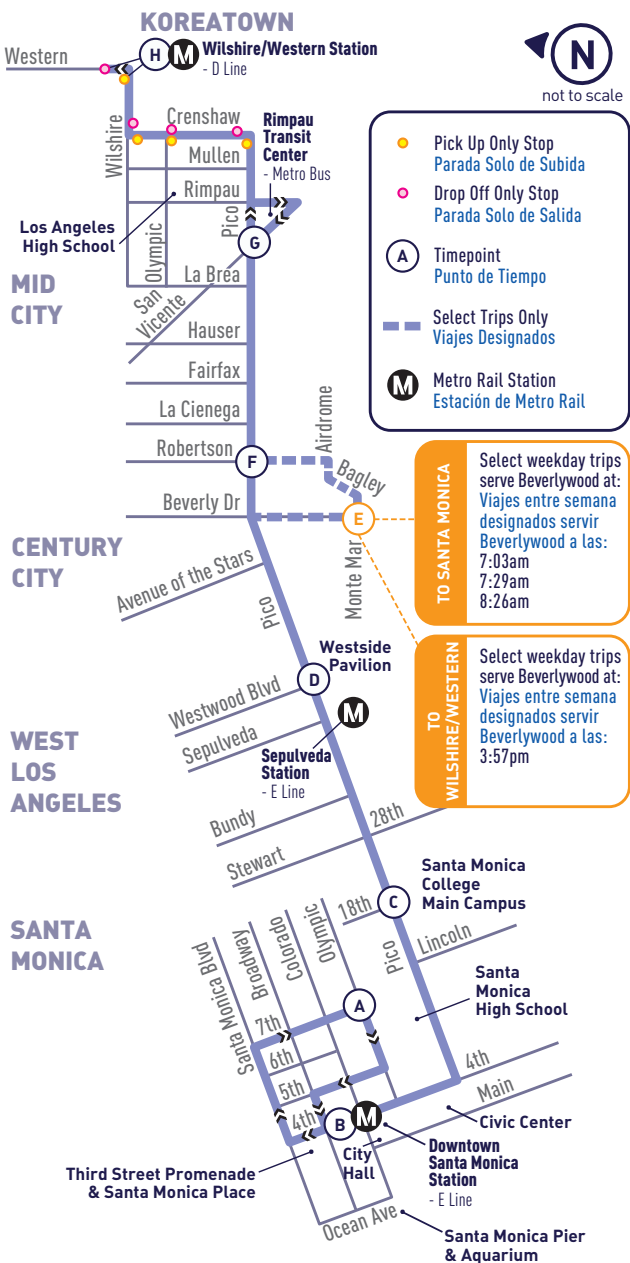 KOREATOWN
Western
H
M
Wilshire/Western Station
- D Line
N
not to scale
Wilshire
Crenshaw
Rimpau
Transit
Center
- Metro Bus
Mullen
Rimpau
Los Angeles
High School
Olympic
Pico
G
MID
CITY
La Brea
San
Vicente
Hauser
Fairfax
La Cienega
Robertson
F
Airdrome
Bagley
Beverly Dr
E
Monte Mar
Pick Up Only Stop
Parada Solo de Subida
Drop Off Only Stop
Parada Solo de Salida
A
Timepoint
Punto de Tiempo
Select Trips Only
Viajes Designados
M
Metro Rail Station
Estación de Metro Rail
TO SANTA MONICA
Select weekday trips
serve Beverlywood at:
Viajes entre semana
designados servir
Beverlywood a las:
7:03am
7:29am
8:26am
TO
WILSHIRE/WESTERN
Select weekday trips
serve Beverlywood at:
Viajes entre semana
designados servir
Beverlywood a las:
3:57pm
CENTURY
CITY
Avenue of the Stars
Pico
Westside
Pavilion
D
Westwood Blvd
M
Sepulveda
Sepulveda
Station
- E Line
WEST
LOS
ANGELES
Bundy
28th
Stewart
Santa Monica
College
Main Campus
C
18th
Pico
Lincoln
SANTA
MONICA
Santa Monica Blvd
Broadway
Colorado
Olympic
Santa
Monica
High School
A
7th
6th
5th
4th
4th
Main
B
M
Civic Center
City
Hall
Downtown
Santa Monica
Station
- E Line
Third Street Promenade
& Santa Monica Place
Ocean Ave
Santa Monica Pier
& Aquarium